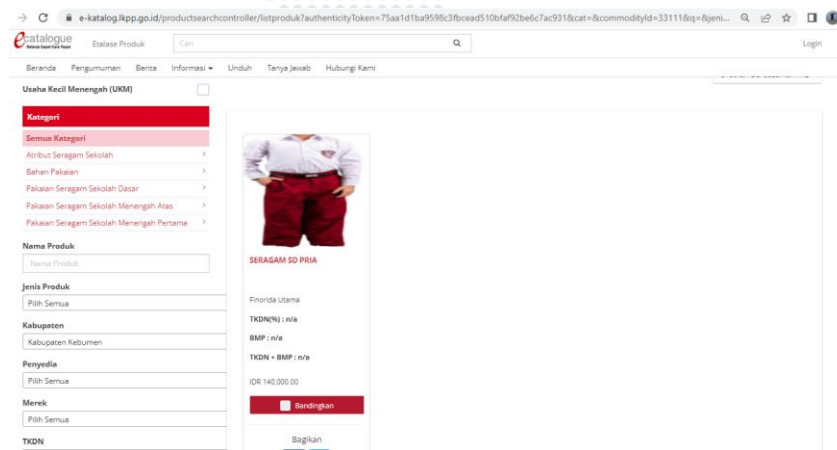 e-katalog.lkpp.go.id/productsearchcontroller/listproduk?authenticityToken=75aa1d1ba9598c3fbcead510bfaf92be6c7ac931&cat=&commodityId=33111&q=&jeni...
ecatalogue
Etalase Produk
Cari
Login
Beranda Pengumuman Berita Informasi Unduh Tanya Jawab Hubungi Kami
Usaha Kecil Menengah (UKM)
Kategori
Semua Kategori
Atribut Seragam Sekolah
Bahan Pakaian
Pakaian Seragam Sekolah Dasar
Pakaian Seragam Sekolah Menengah Atas
Pakaian Seragam Sekolah Menengah Pertama
Nama Produk
Nama Produk
Jenis Produk
Pilih Semua
Kabupaten
Kabupaten Kebumen
Penyedia
Pilih Semua
Merek
Pilih Semua
TKDN
SERAGAM SD PRIA
Finorida Utama
TKDN(%) : n/a
BMP : n/a
TKDN + BMP : n/a
IDR 140,000.00
Bandingkan
Bagikan